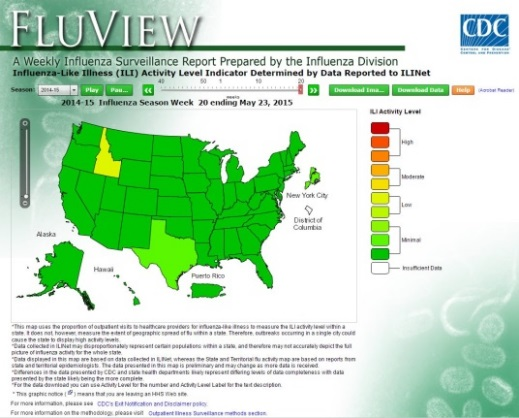 FLUVIEW
CDC
CENTERS FOR DISEASE
CONTROL AND PREVENTION
A Weekly Influenza Surveillance Report Prepared by the Influenza Division
Influenza-Like Illness (ILI) Activity Level Indicator Determined by Data Reported to ILINet
Season: 2014-15 Play Pau... 40 50 1 10 20 Download Ima... Download Data Help (Acrobat Reader)
weeks
2014-15 Influenza Season Week 20 ending May 23, 2015
ILI Activity Level
High
Moderate
Low
Minimal
Insufficient Data
New York City
District of
Columbia
Alaska
Hawaii
Puerto Rico
*This map uses the proportion of outpatient visits to healthcare providers for influenza-like illness to measure the ILI activity level within a
state. It does not, however, measure the extent of geographic spread of flu within a state. Therefore, outbreaks occurring in a single city could
cause the state to display high activity levels.
*Data collected in ILINet may disproportionately represent certain populations within a state, and therefore may not accurately depict the full
picture of influenza activity for the whole state.
*Data displayed in this map are based on data collected in ILINet, whereas the State and Territorial flu activity map are based on reports from
state and territorial epidemiologists. The data presented in this map is preliminary and may change as more data is received.
*Differences in the data presented by CDC and state health departments likely represent differing levels of data completeness with data
presented by the state likely being the more complete.
*For the data download you can use Activity Level for the number and Activity Level Label for the text description.
* This graphic notice ( ) means that you are leaving an HHS Web site.
For more information, please see CDC's Exit Notification and Disclaimer policy.
For more information on the methodology, please visit Outpatient Illness Surveillance methods section.